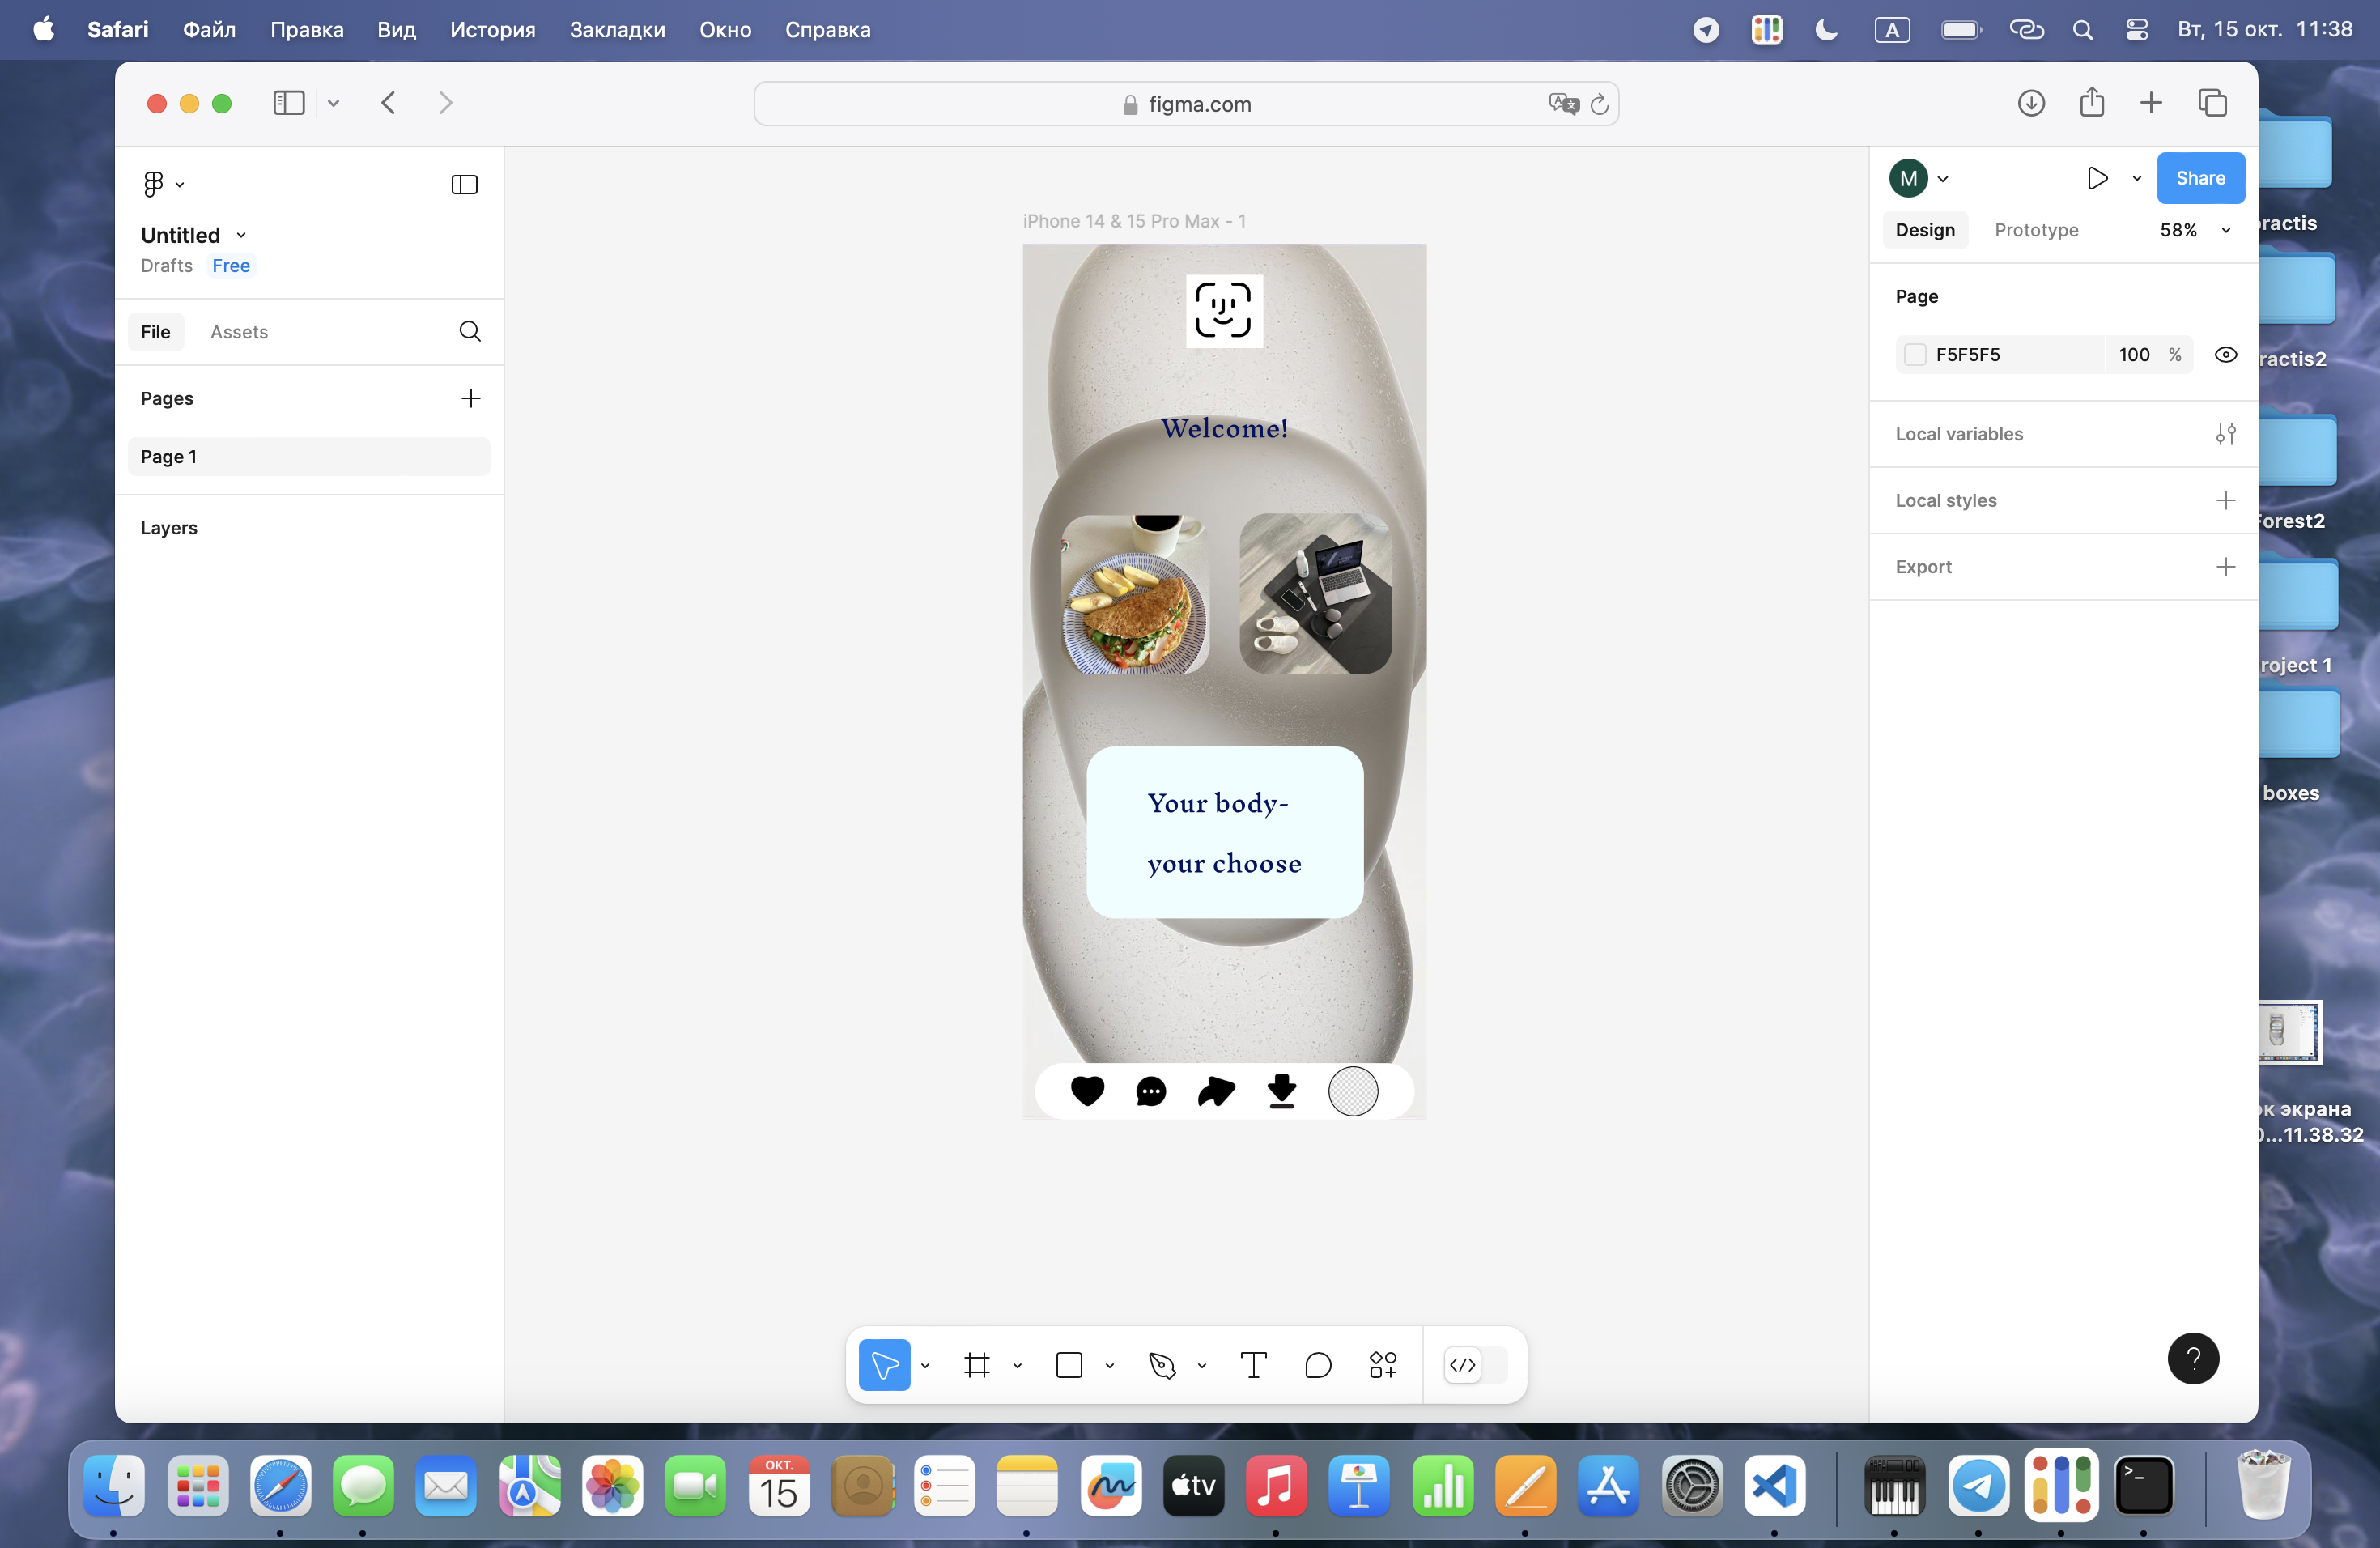 Safari Файл Правка Вид История Закладки Окно Справка A Вт, 15 окт. 11:38
figma.com
Untitled
Drafts Free
File Assets
Pages
Page 1
Layers
iPhone 14 & 15 Pro Max - 1
Welcome!
Your body-
your choose
M Share
Design Prototype 58%
Page
F5F5F5 100 %
Local variables
Local styles
Export
?
ractis2
orest2
roject 1
boxes
экрана
...11.38.32
ОКТ.
15
tv